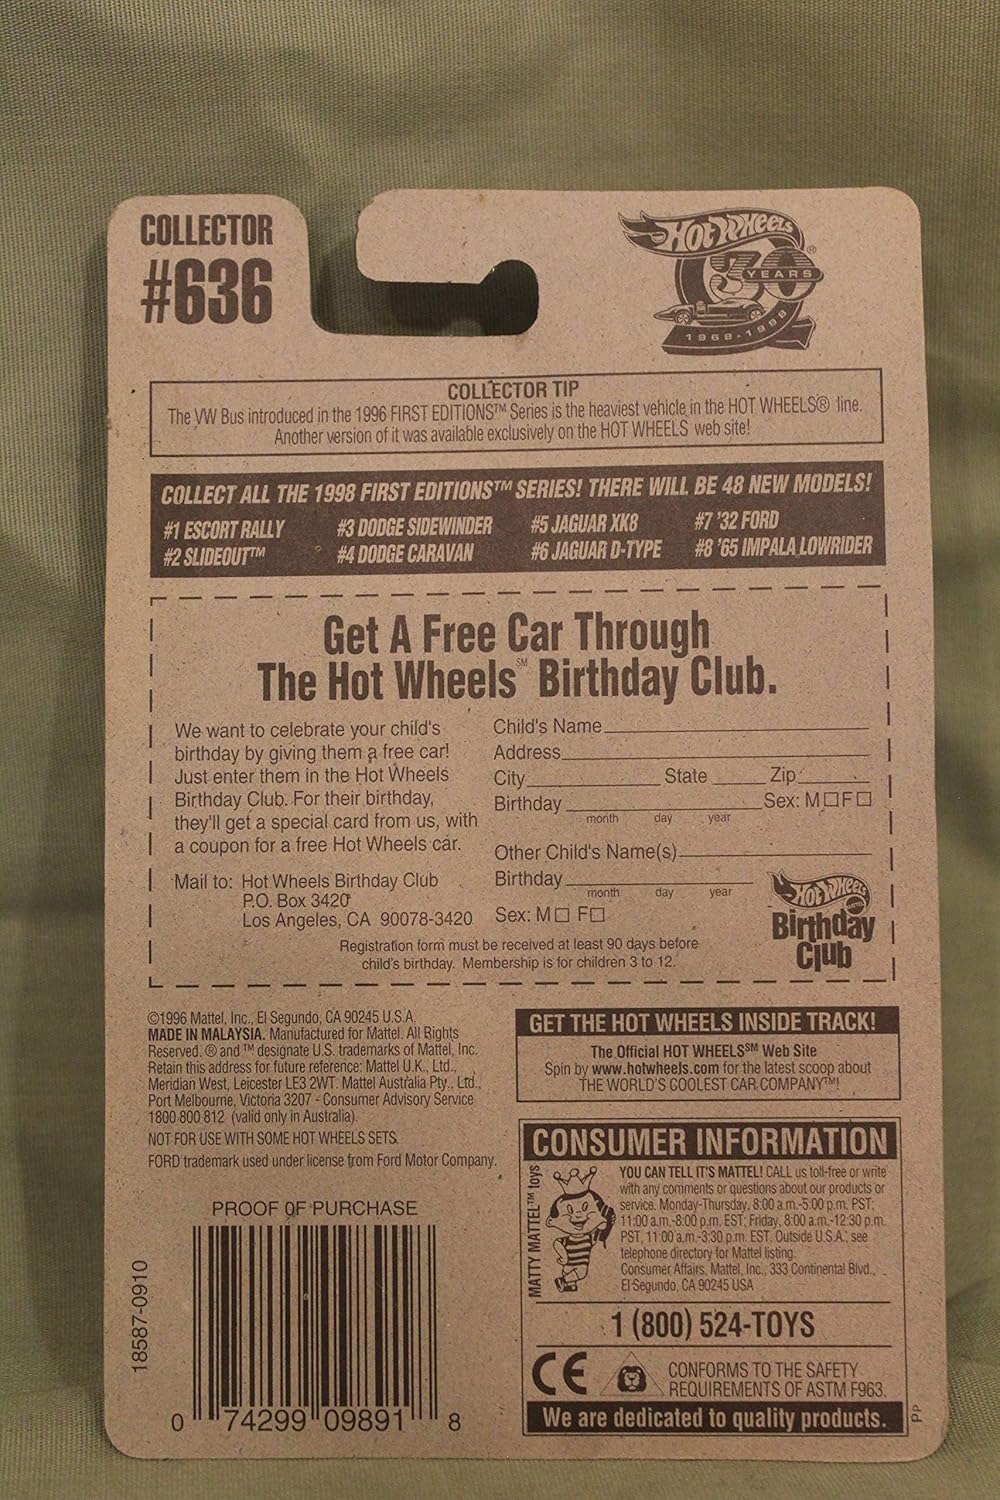 COLLECTOR
#636
HOT WHEELS®
30 YEARS
1968-1998
COLLECTOR TIP
The VW Bus introduced in the 1996 FIRST EDITIONS™ Series is the heaviest vehicle in the HOT WHEELS® line.
Another version of it was available exclusively on the HOT WHEELS web site!
COLLECT ALL THE 1998 FIRST EDITIONS™ SERIES! THERE WILL BE 48 NEW MODELS!
#1 ESCORT RALLY #3 DODGE SIDEWINDER #5 JAGUAR XK8 #7 '32 FORD
#2 SLIDEOUT™ #4 DODGE CARAVAN #6 JAGUAR D-TYPE #8 '65 IMPALA LOWRIDER
Get A Free Car Through
The Hot Wheels℠ Birthday Club.
We want to celebrate your child's
birthday by giving them a free car!
Just enter them in the Hot Wheels
Birthday Club. For their birthday,
they'll get a special card from us, with
a coupon for a free Hot Wheels car.
Mail to: Hot Wheels Birthday Club
P.O. Box 3420
Los Angeles, CA 90078-3420
Child's Name
Address
City State Zip
Birthday Sex: M☐ F☐
month day year
Other Child's Name(s)
Birthday
month day year
Sex: M☐ F☐
HOT WHEELS
Birthday
Club
Registration form must be received at least 90 days before
child's birthday. Membership is for children 3 to 12.
©1996 Mattel, Inc., El Segundo, CA 90245 U.S.A.
MADE IN MALAYSIA. Manufactured for Mattel. All Rights
Reserved. ® and ™ designate U.S. trademarks of Mattel, Inc.
Retain this address for future reference: Mattel U.K., Ltd.,
Meridian West, Leicester LE3 2WT. Mattel Australia Pty., Ltd.,
Port Melbourne, Victoria 3207 - Consumer Advisory Service
1800 800 812 (valid only in Australia).
NOT FOR USE WITH SOME HOT WHEELS SETS.
FORD trademark used under license from Ford Motor Company.
PROOF OF PURCHASE
18587-0910
0 74299 09891 8
GET THE HOT WHEELS INSIDE TRACK!
The Official HOT WHEELS℠ Web Site
Spin by www.hotwheels.com for the latest scoop about
THE WORLD'S COOLEST CAR COMPANY™!
CONSUMER INFORMATION
MATTY MATTEL™ toys
YOU CAN TELL IT'S MATTEL! CALL us toll-free or write
with any comments or questions about our products or
service. Monday-Thursday, 8:00 a.m.-5:00 p.m. PST;
11:00 a.m.-8:00 p.m. EST; Friday, 8:00 a.m.-12:30 p.m.
PST, 11:00 a.m.-3:30 p.m. EST. Outside U.S.A., see
telephone directory for Mattel listing.
Consumer Affairs, Mattel, Inc., 333 Continental Blvd.,
El Segundo, CA 90245 USA
1 (800) 524-TOYS
CE
CONFORMS TO THE SAFETY
REQUIREMENTS OF ASTM F963.
We are dedicated to quality products.
Pp